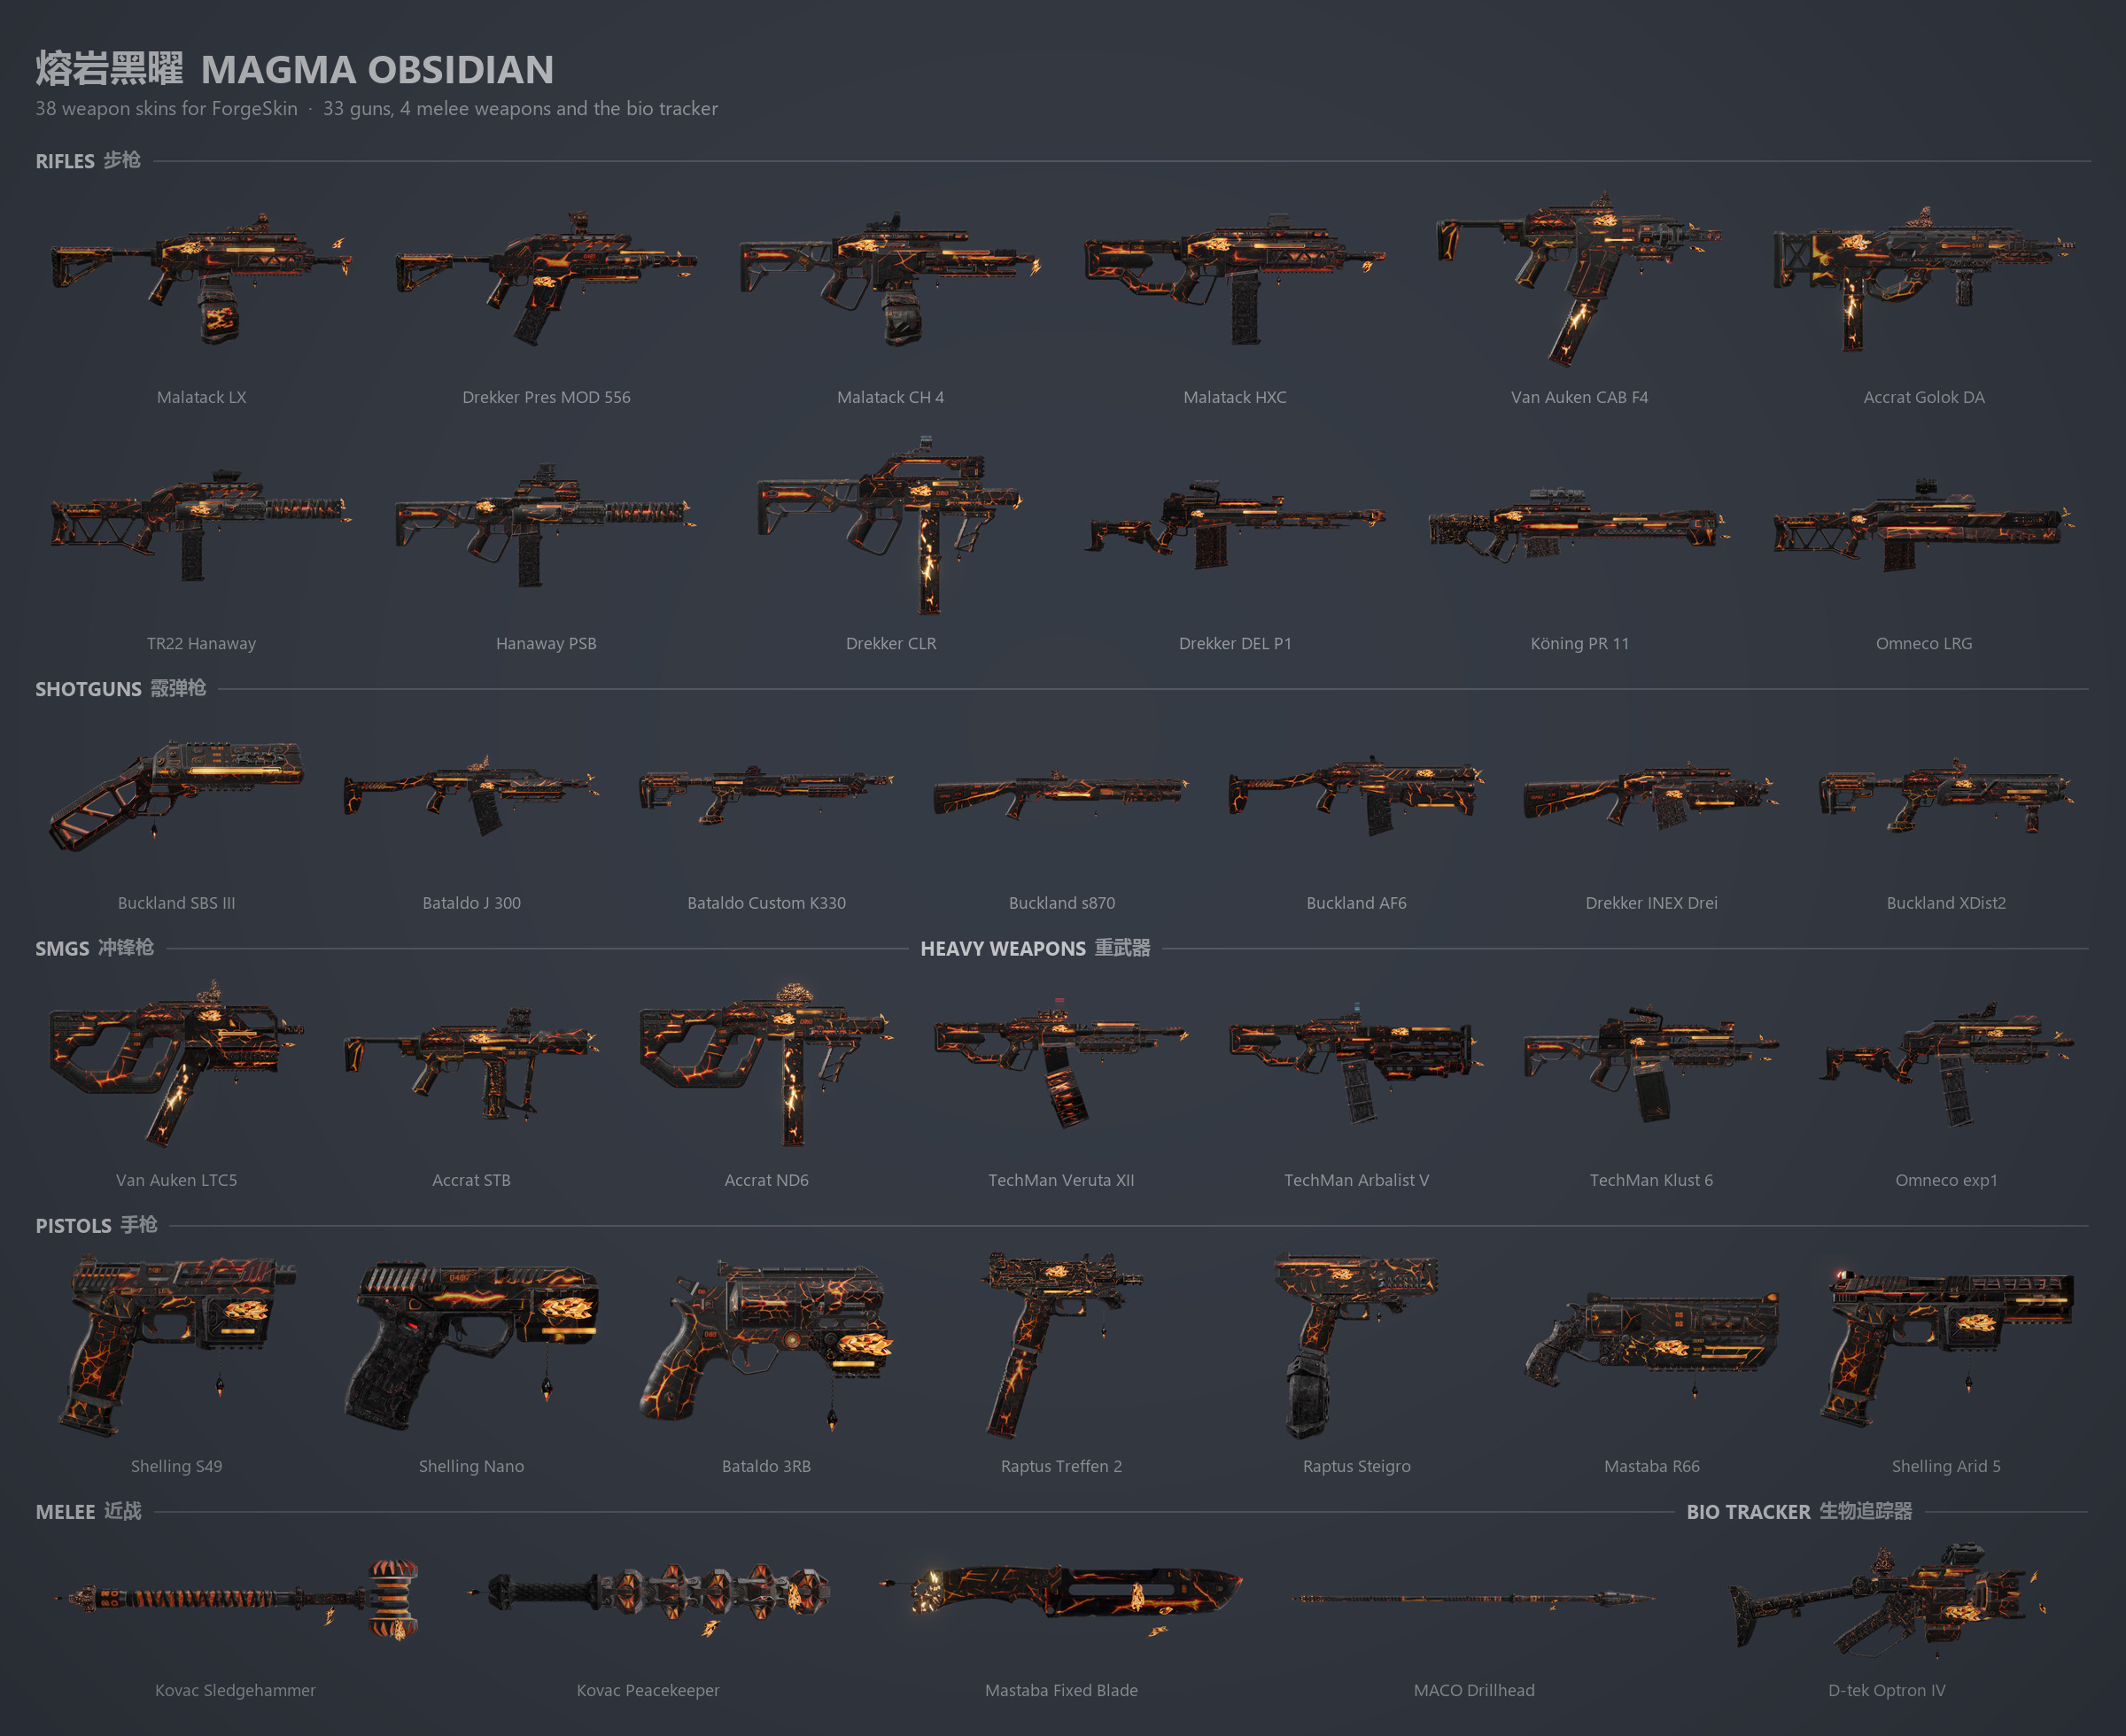 熔岩黑曜 MAGMA OBSIDIAN
38 weapon skins for ForgeSkin · 33 guns, 4 melee weapons and the bio tracker
RIFLES 步枪
Malatack LX
Drekker Pres MOD 556
Malatack CH 4
Malatack HXC
Van Auken CAB F4
Accrat Golok DA
TR22 Hanaway
Hanaway PSB
Drekker CLR
Drekker DEL P1
Köning PR 11
Omneco LRG
SHOTGUNS 霰弹枪
Buckland SBS III
Bataldo J 300
Bataldo Custom K330
Buckland s870
Buckland AF6
Drekker INEX Drei
Buckland XDist2
SMGS 冲锋枪
HEAVY WEAPONS 重武器
Van Auken LTC5
Accrat STB
Accrat ND6
TechMan Veruta XII
TechMan Arbalist V
TechMan Klust 6
Omneco exp1
PISTOLS 手枪
Shelling S49
Shelling Nano
Bataldo 3RB
Raptus Treffen 2
Raptus Steigro
Mastaba R66
Shelling Arid 5
MELEE 近战
BIO TRACKER 生物追踪器
Kovac Sledgehammer
Kovac Peacekeeper
Mastaba Fixed Blade
MACO Drillhead
D-tek Optron IV